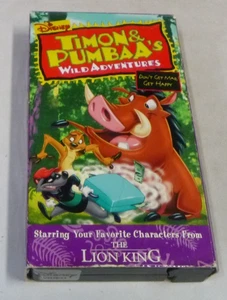 Disney
TIMON &
PUMBAA'S
WILD ADVENTURES
DON'T GET MAD
GET HAPPY
Starring Your Favorite Characters From
THE
LION KING